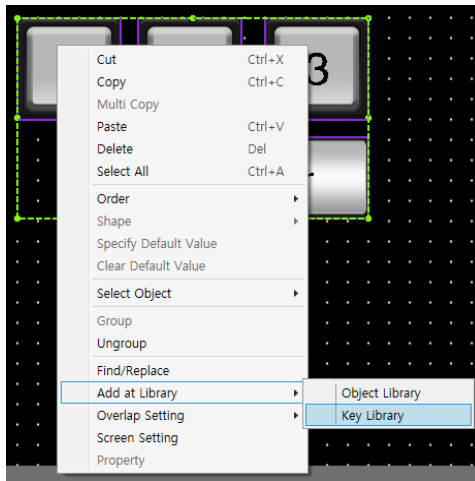 3
Cut Ctrl+X
Copy Ctrl+C
Multi Copy
Paste Ctrl+V
Delete Del
Select All Ctrl+A
Order
Shape
Specify Default Value
Clear Default Value
Select Object
Group
Ungroup
Find/Replace
Add at Library
Object Library
Overlap Setting
Key Library
Screen Setting
Property